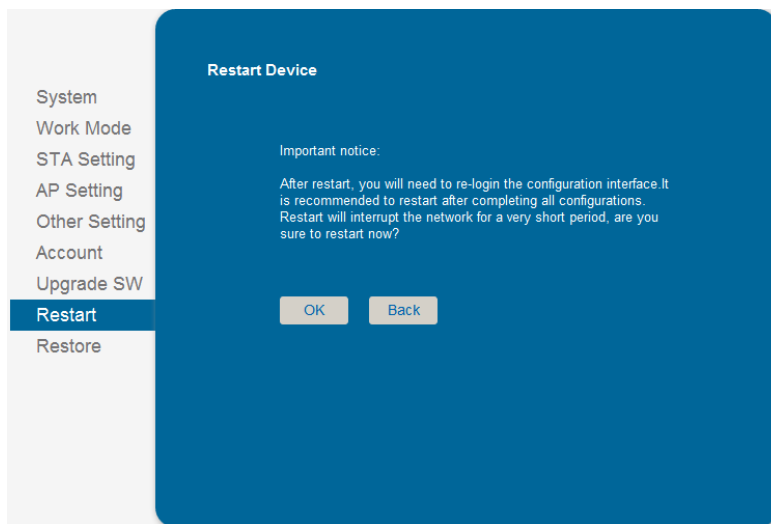 Restart Device
System
Work Mode
STA Setting
AP Setting
Other Setting
Account
Upgrade SW
Restart
Restore
Important notice:
After restart, you will need to re-login the configuration interface.It
is recommended to restart after completing all configurations.
Restart will interrupt the network for a very short period, are you
sure to restart now?
OK
Back